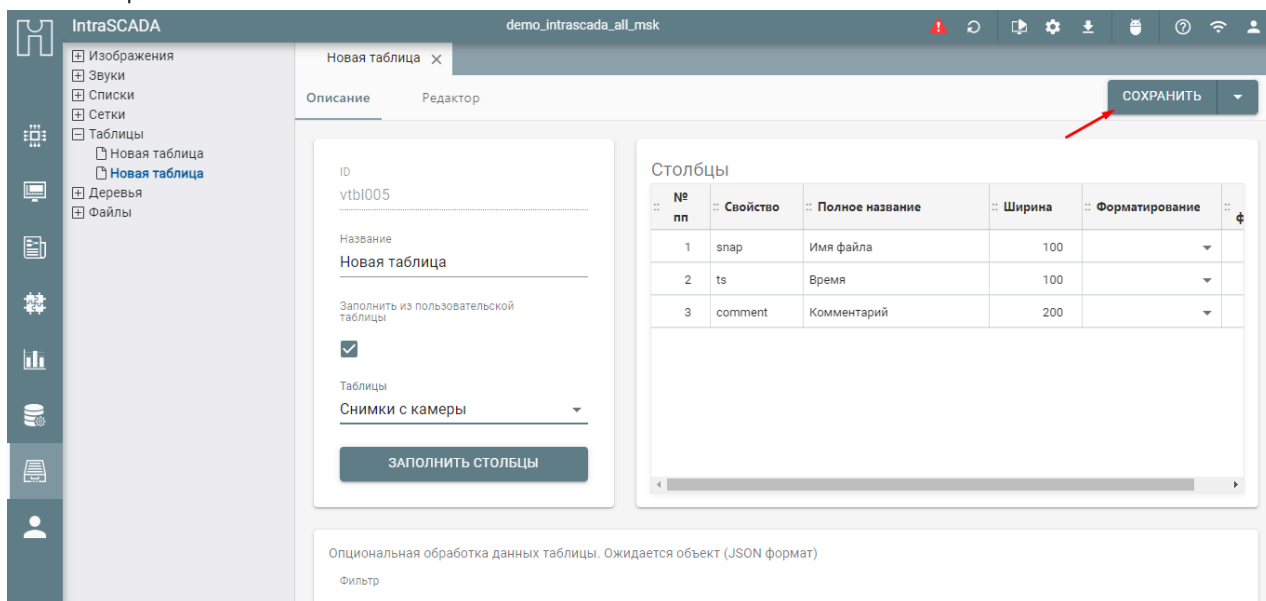 IntraSCADA
demo_intrascada_all_msk
Изображения
Звуки
Списки
Сетки
Таблицы
Новая таблица
Новая таблица
Деревья
Файлы
Новая таблица
Описание Редактор
СОХРАНИТЬ
ID
vtbl005
Название
Новая таблица
Заполнить из пользовательской
таблицы
Таблицы
Снимки с камеры
ЗАПОЛНИТЬ СТОЛБЦЫ
Столбцы
№ пп Свойство Полное название Ширина Форматирование
1 snap Имя файла 100
2 ts Время 100
3 comment Комментарий 200
Опциональная обработка данных таблицы. Ожидается объект (JSON формат)
Фильтр